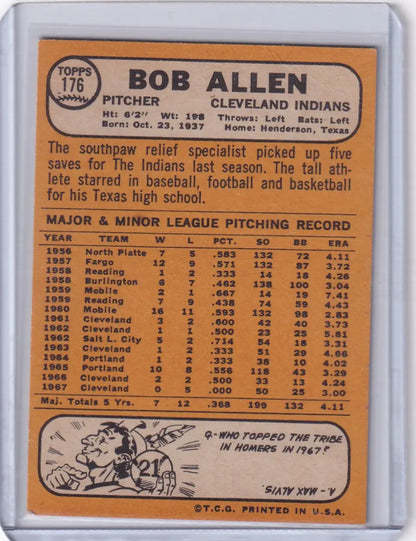 TOPPS
176
BOB ALLEN
PITCHER CLEVELAND INDIANS
Ht: 6'2" Wt: 198 Throws: Left Bats: Left
Born: Oct. 23, 1937 Home: Henderson, Texas
The southpaw relief specialist picked up five
saves for The Indians last season. The tall ath-
lete starred in baseball, football and basketball
for his Texas high school.
MAJOR & MINOR LEAGUE PITCHING RECORD
YEAR TEAM W L PCT. SO BB ERA
1956 North Platte 7 5 .583 132 72 4.11
1957 Fargo 12 9 .571 132 87 3.72
1958 Reading 1 2 .333 14 18 4.26
1958 Burlington 6 7 .462 138 100 3.04
1959 Mobile 2 1 .667 14 19 7.41
1959 Reading 7 9 .438 74 59 4.43
1960 Mobile 16 11 .593 132 98 2.83
1961 Cleveland 3 2 .600 42 40 3.73
1962 Cleveland 1 1 .500 23 25 5.81
1962 Salt L. City 5 2 .714 54 18 3.31
1963 Cleveland 1 2 .333 51 29 4.66
1964 Portland 1 2 .333 38 10 4.02
1965 Portland 10 8 .556 118 43 3.29
1966 Cleveland 2 2 .500 33 13 4.24
1967 Cleveland 0 5 .000 50 25 3.00
Maj. Totals 5 Yrs. 7 12 .368 199 132 4.11
21
Q-WHO TOPPED THE TRIBE
IN HOMERS IN 1967?
A-MAX ALVIS
©T.C.G. PRINTED IN U.S.A.